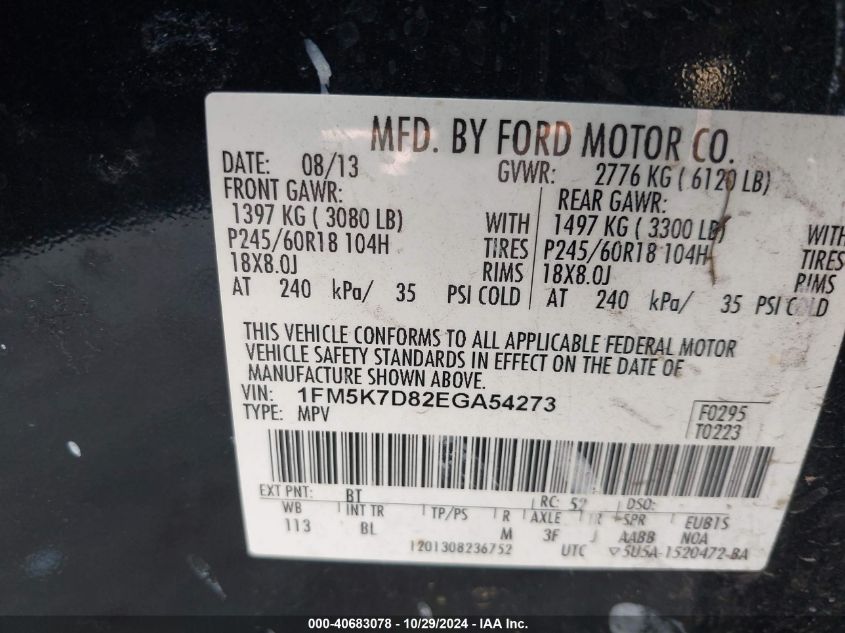 MFD. BY FORD MOTOR CO.
DATE: 08/13 GVWR: 2776 KG ( 6120 LB)
FRONT GAWR: REAR GAWR:
1397 KG ( 3080 LB) WITH 1497 KG ( 3300 LB) WITH
P245/60R18 104H TIRES P245/60R18 104H TIRES
18X8.0J RIMS 18X8.0J RIMS
AT 240 kPa/ 35 PSI COLD AT 240 kPa/ 35 PSI COLD
THIS VEHICLE CONFORMS TO ALL APPLICABLE FEDERAL MOTOR
VEHICLE SAFETY STANDARDS IN EFFECT ON THE DATE OF
MANUFACTURE SHOWN ABOVE.
VIN: 1FM5K7D82EGA54273
TYPE: MPV
F0295
T0223
EXT PNT: BT RC: 52 DSO:
WB INT TR TP/PS R AXLE TR SPR EUB1S
113 BL M 3F J AABB N0A
1201308236752 UTC ▽5U5A-1520472-BA
000-40683078 - 10/29/2024 - IAA Inc.